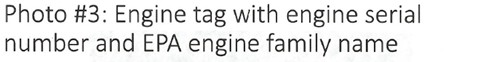 Photo #3: Engine tag with engine serial
number and EPA engine family name